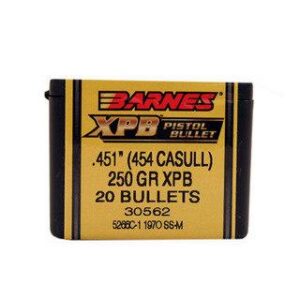 BARNES
XPB® PISTOL BULLET
.451" (454 CASULL)
250 GR XPB
20 BULLETS
30562
5266C-1 1970 SS-M